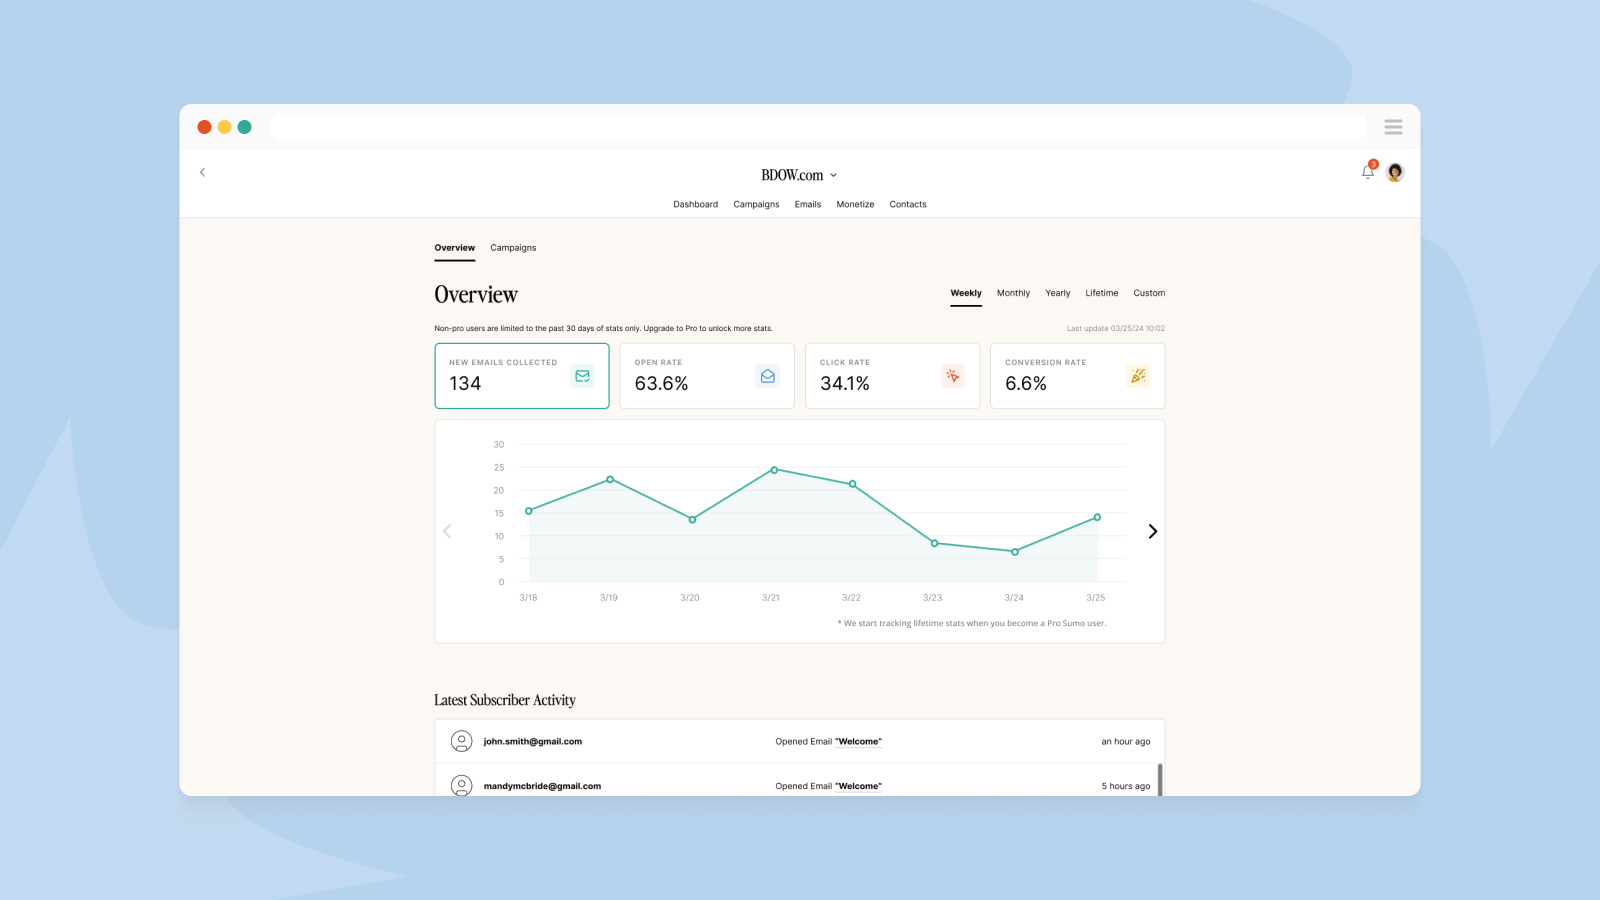 3
BDOW.com
Dashboard Campaigns Emails Monetize Contacts
Overview Campaigns
Overview
Weekly Monthly Yearly Lifetime Custom
Non-pro users are limited to the past 30 days of stats only. Upgrade to Pro to unlock more stats.
Last update 03/25/24 10:02
NEW EMAILS COLLECTED
134
OPEN RATE
63.6%
CLICK RATE
34.1%
CONVERSION RATE
6.6%
30
25
20
15
10
5
0
3/18 3/19 3/20 3/21 3/22 3/23 3/24 3/25
* We start tracking lifetime stats when you become a Pro Sumo user.
Latest Subscriber Activity
john.smith@gmail.com Opened Email “Welcome” an hour ago
mandymcbride@gmail.com Opened Email “Welcome” 5 hours ago